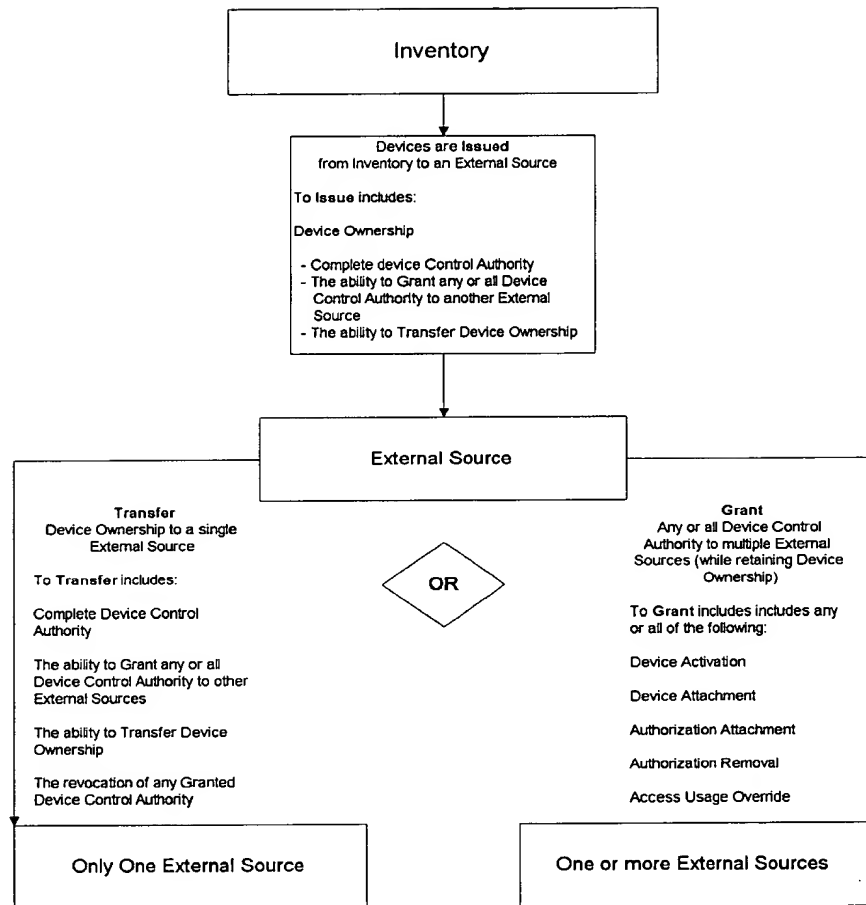 Inventory
Devices are Issued
from Inventory to an External Source
To Issue includes:
Device Ownership
- Complete device Control Authority
- The ability to Grant any or all Device
Control Authority to another External
Source
- The ability to Transfer Device Ownership
External Source
Transfer
Device Ownership to a single
External Source
To Transfer includes:
Complete Device Control
Authority
The ability to Grant any or all
Device Control Authority to other
External Sources
The ability to Transfer Device
Ownership
The revocation of any Granted
Device Control Authority
OR
Grant
Any or all Device Control
Authority to multiple External
Sources (while retaining Device
Ownership)
To Grant includes includes any
or all of the following:
Device Activation
Device Attachment
Authorization Attachment
Authorization Removal
Access Usage Override
Only One External Source
One or more External Sources